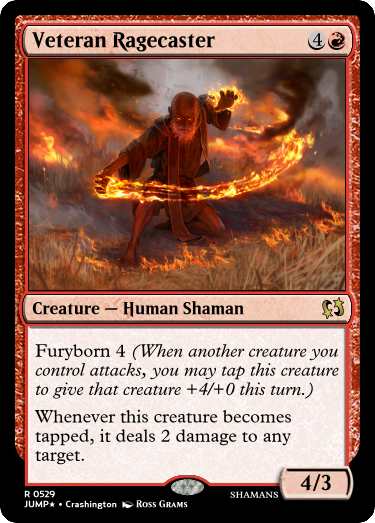 Veteran Ragecaster 4
Creature — Human Shaman
Furyborn 4 (When another creature you
control attacks, you may tap this creature
to give that creature +4/+0 this turn.)
Whenever this creature becomes
tapped, it deals 2 damage to any
target.
4/3
R 0529 SHAMANS
JUMP★ • Crashington Ross Grams